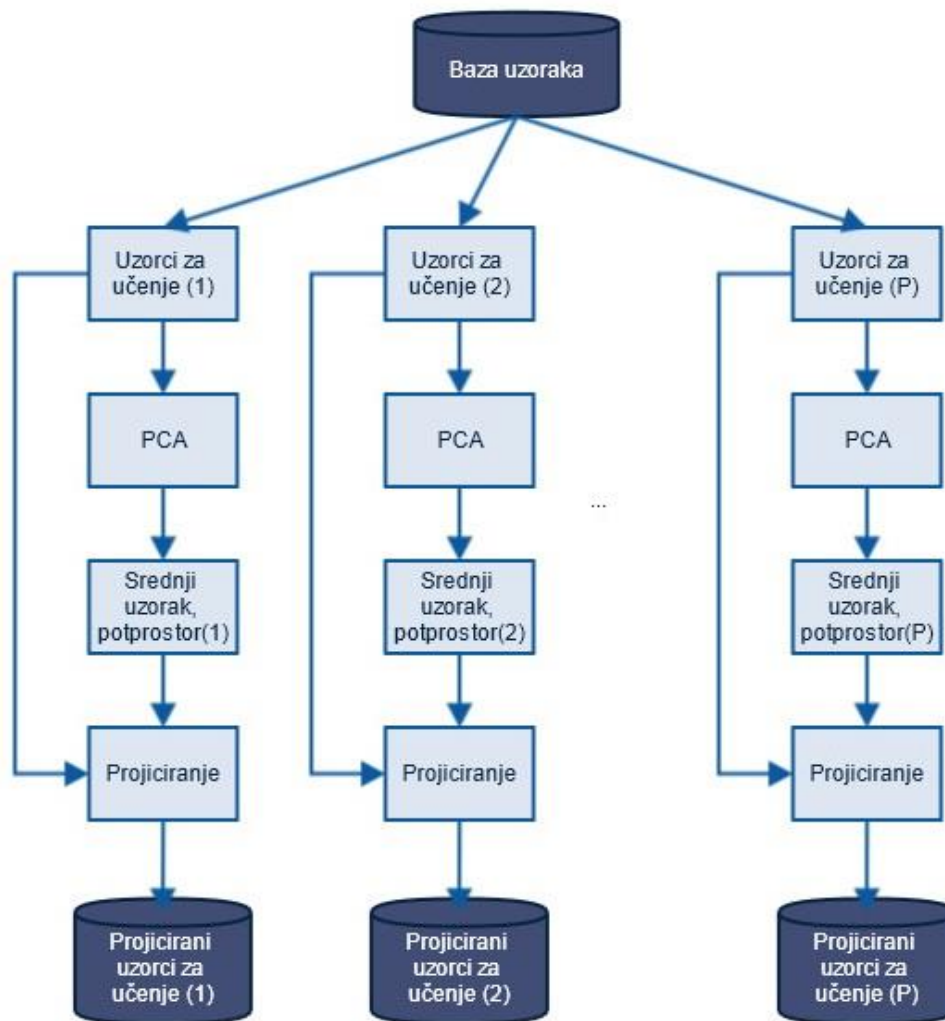 Baza uzoraka
Uzorci za
učenje (1)
Uzorci za
učenje (2)
Uzorci za
učenje (P)
PCA
PCA
PCA
...
Srednji
uzorak,
potprostor(1)
Srednji
uzorak,
potprostor(2)
Srednji
uzorak,
potprostor(P)
Projiciranje
Projiciranje
Projiciranje
Projicirani
uzorci za
učenje (1)
Projicirani
uzorci za
učenje (2)
Projicirani
uzorci za
učenje (P)